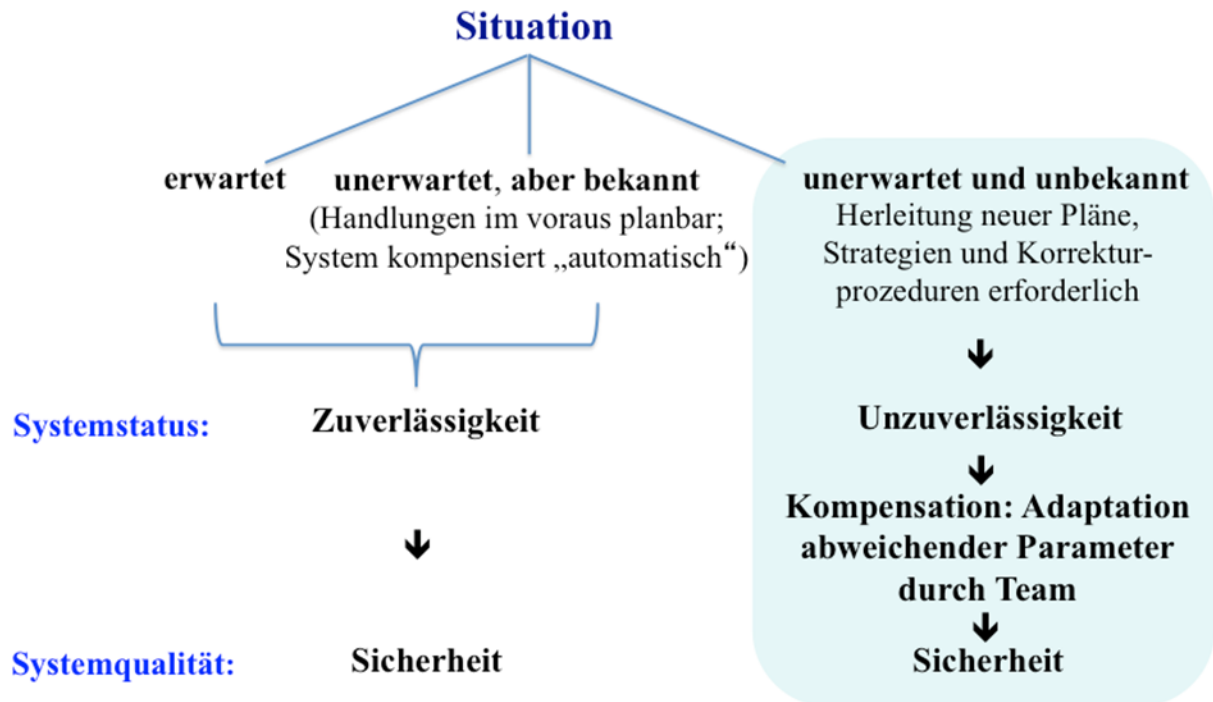 Situation
erwartet
unerwartet, aber bekannt
(Handlungen im voraus planbar;
System kompensiert „automatisch“)
unerwartet und unbekannt
Herleitung neuer Pläne,
Strategien und Korrektur-
prozeduren erforderlich
Systemstatus:
Zuverlässigkeit
Unzuverlässigkeit
Kompensation: Adaptation
abweichender Parameter
durch Team
Systemqualität:
Sicherheit
Sicherheit